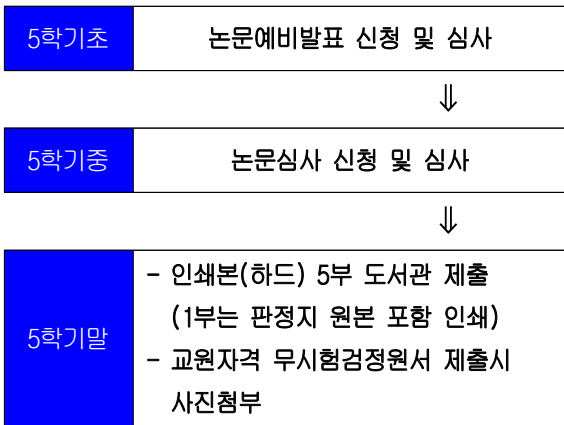 5학기초 논문예비발표 신청 및 심사
⇓
5학기중 논문심사 신청 및 심사
⇓
5학기말
- 인쇄본(하드) 5부 도서관 제출
(1부는 판정지 원본 포함 인쇄)
- 교원자격 무시험검정원서 제출시
사진첨부